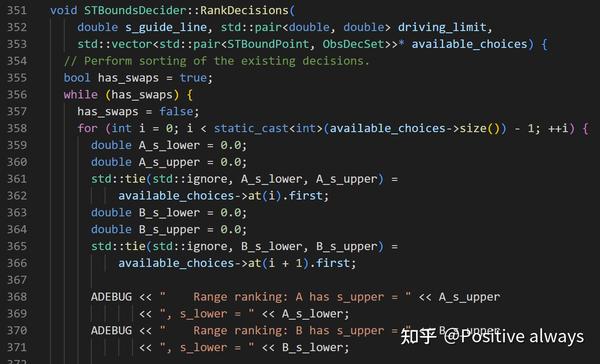 351 void STBoundsDecider::RankDecisions(
352 double s_guide_line, std::pair<double, double> driving_limit,
353 std::vector<std::pair<STBoundPoint, ObsDecSet>>* available_choices) {
354 // Perform sorting of the existing decisions.
355 bool has_swaps = true;
356 while (has_swaps) {
357 has_swaps = false;
358 for (int i = 0; i < static_cast<int>(available_choices->size()) - 1; ++i) {
359 double A_s_lower = 0.0;
360 double A_s_upper = 0.0;
361 std::tie(std::ignore, A_s_lower, A_s_upper) =
362 available_choices->at(i).first;
363 double B_s_lower = 0.0;
364 double B_s_upper = 0.0;
365 std::tie(std::ignore, B_s_lower, B_s_upper) =
366 available_choices->at(i + 1).first;
367
368 ADEBUG << "    Range ranking: A has s_upper = " << A_s_upper
369 << ", s_lower = " << A_s_lower;
370 ADEBUG << "    Range ranking: B has s_upper = " << B_s_upper
371 << ", s_lower = " << B_s_lower;
知乎 @Positive always